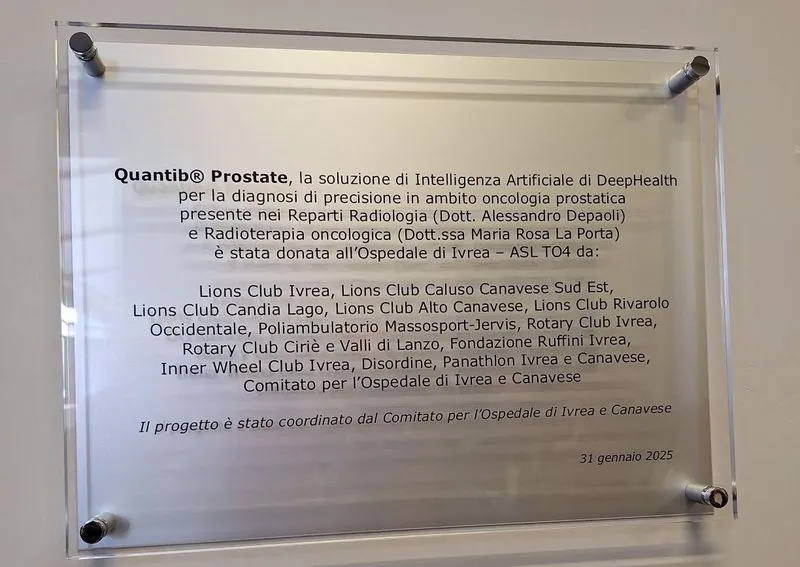 Quantib® Prostate, la soluzione di Intelligenza Artificiale di DeepHealth
per la diagnosi di precisione in ambito oncologia prostatica
presente nei Reparti Radiologia (Dott. Alessandro Depaoli)
e Radioterapia oncologica (Dott.ssa Maria Rosa La Porta)
è stata donata all'Ospedale di Ivrea – ASL TO4 da:
Lions Club Ivrea, Lions Club Caluso Canavese Sud Est,
Lions Club Candia Lago, Lions Club Alto Canavese, Lions Club Rivarolo
Occidentale, Poliambulatorio Massosport-Jervis, Rotary Club Ivrea,
Rotary Club Ciriè e Valli di Lanzo, Fondazione Ruffini Ivrea,
Inner Wheel Club Ivrea, Disordine, Panathlon Ivrea e Canavese,
Comitato per l'Ospedale di Ivrea e Canavese
Il progetto è stato coordinato dal Comitato per l'Ospedale di Ivrea e Canavese
31 gennaio 2025